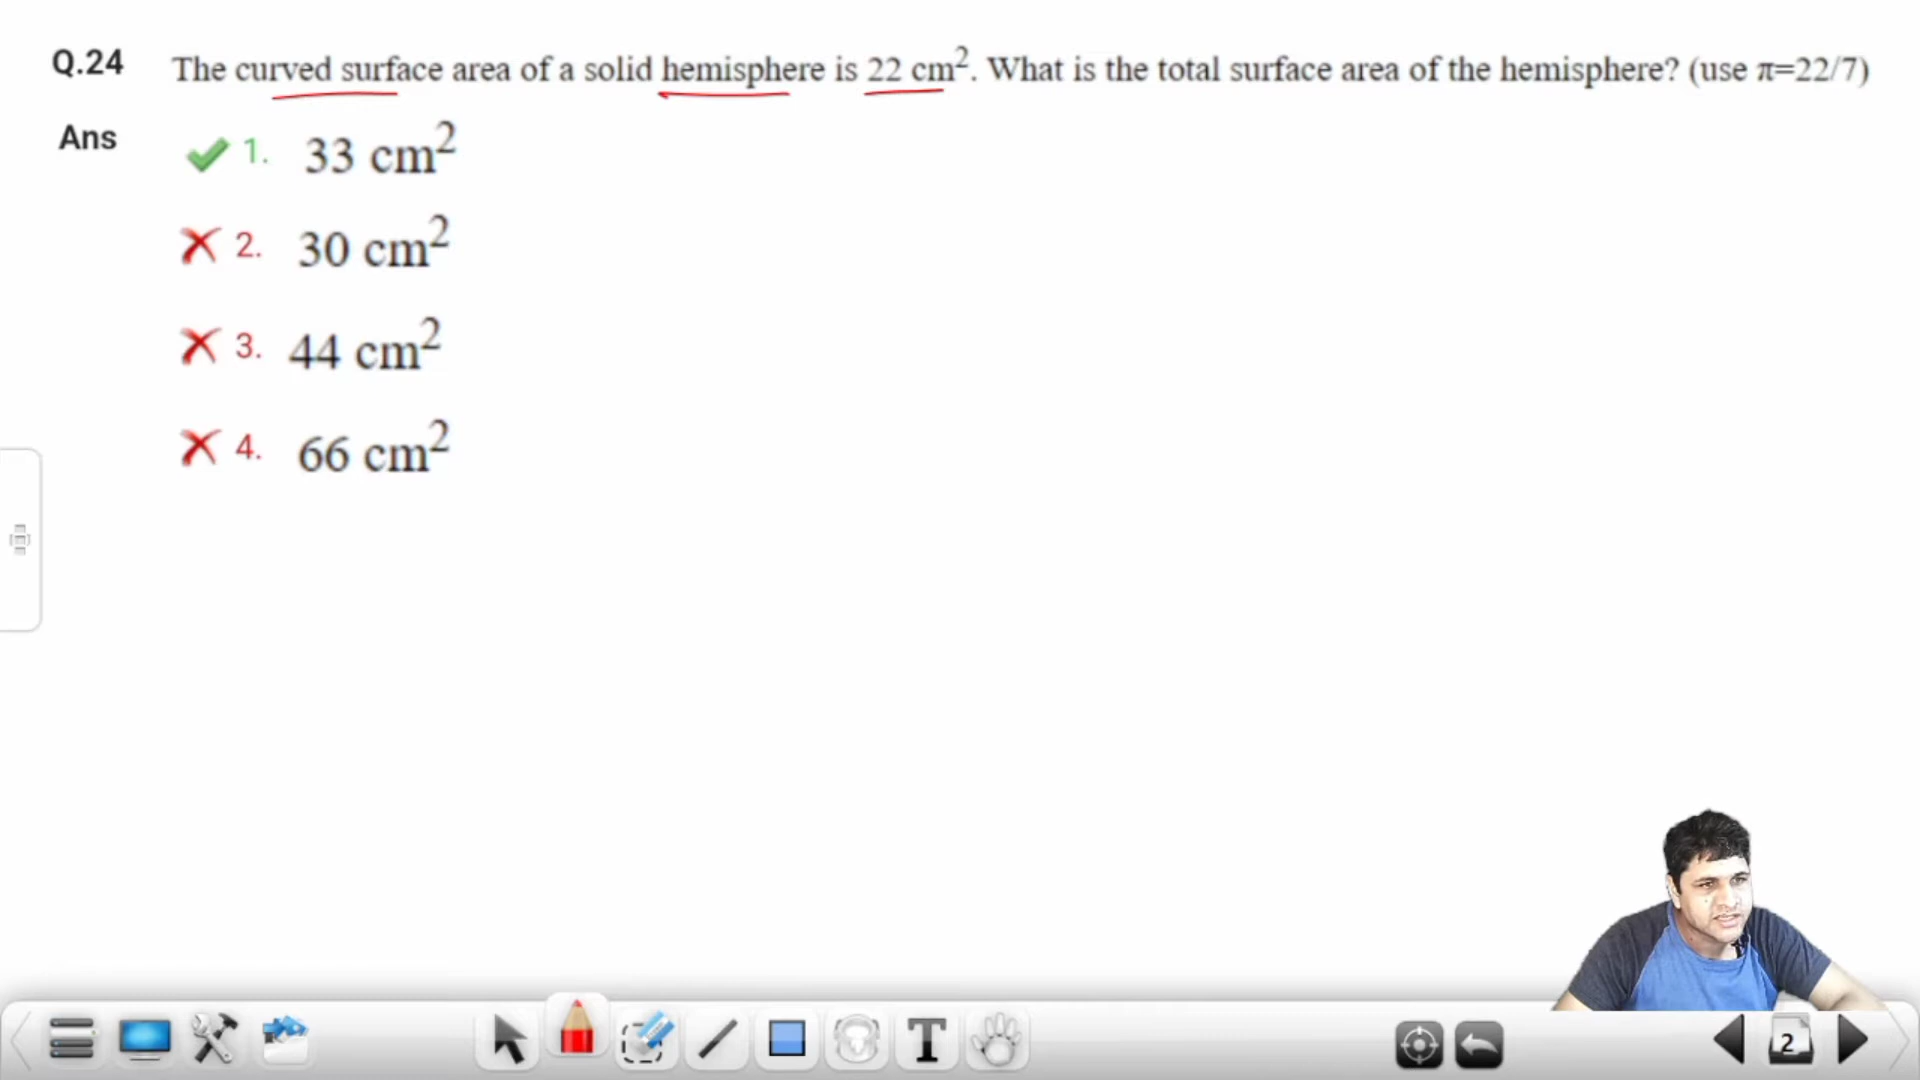 Q.24 The curved surface area of a solid hemisphere is 22 cm². What is the total surface area of the hemisphere? (use π=22/7)
Ans
1. 33 cm²
2. 30 cm²
3. 44 cm²
4. 66 cm²
T
2